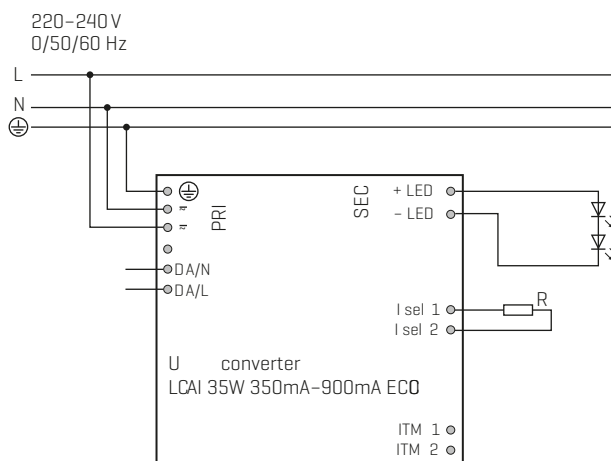 220–240 V
0/50/60 Hz
L
N
PRI
SEC
+ LED
– LED
DA/N
DA/L
I sel 1
R
I sel 2
U converter
LCAI 35W 350mA–900mA ECO
ITM 1
ITM 2